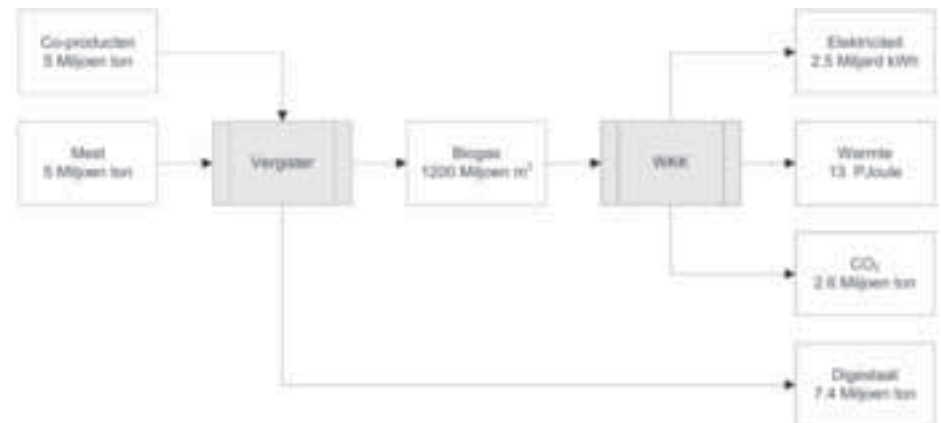 Co-producten
5 Miljoen ton
Mest
5 Miljoen ton
Vergister
Biogas
1200 Miljoen m³
WKK
Elektriciteit
2.5 Miljard kWh
Warmte
13 PJoule
CO₂
2.6 Miljoen ton
Digestaat
7.4 Miljoen ton